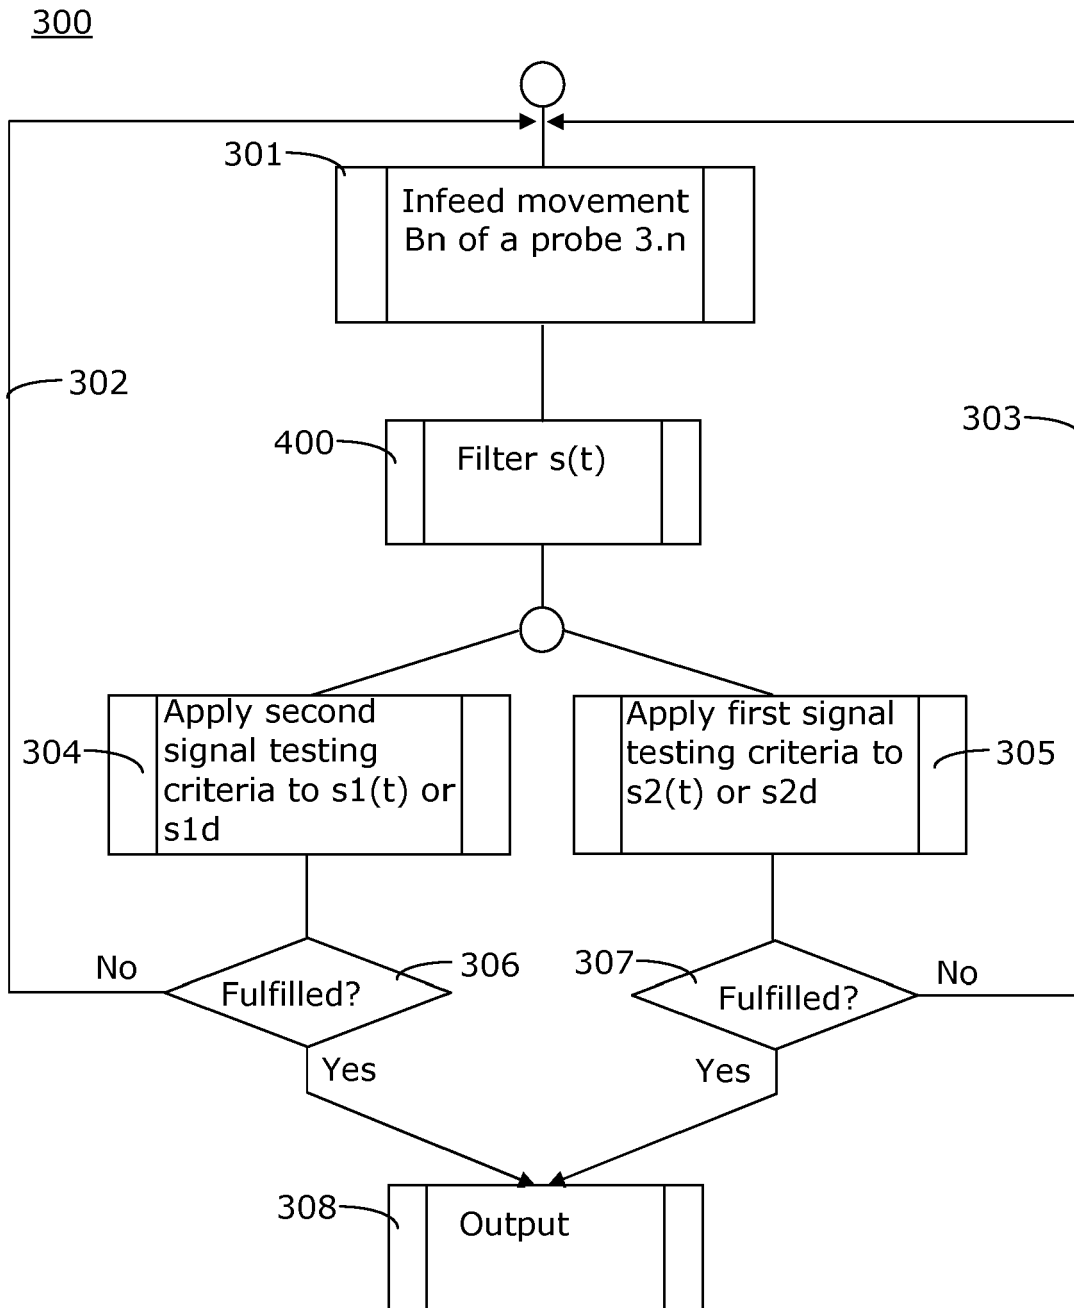 300
301
Infeed movement
Bn of a probe 3.n
302
303
400
Filter s(t)
304
Apply second
signal testing
criteria to s1(t) or
s1d
Apply first signal
testing criteria to
s2(t) or s2d
305
No
Fulfilled?
306
307
Fulfilled?
No
Yes
Yes
308
Output